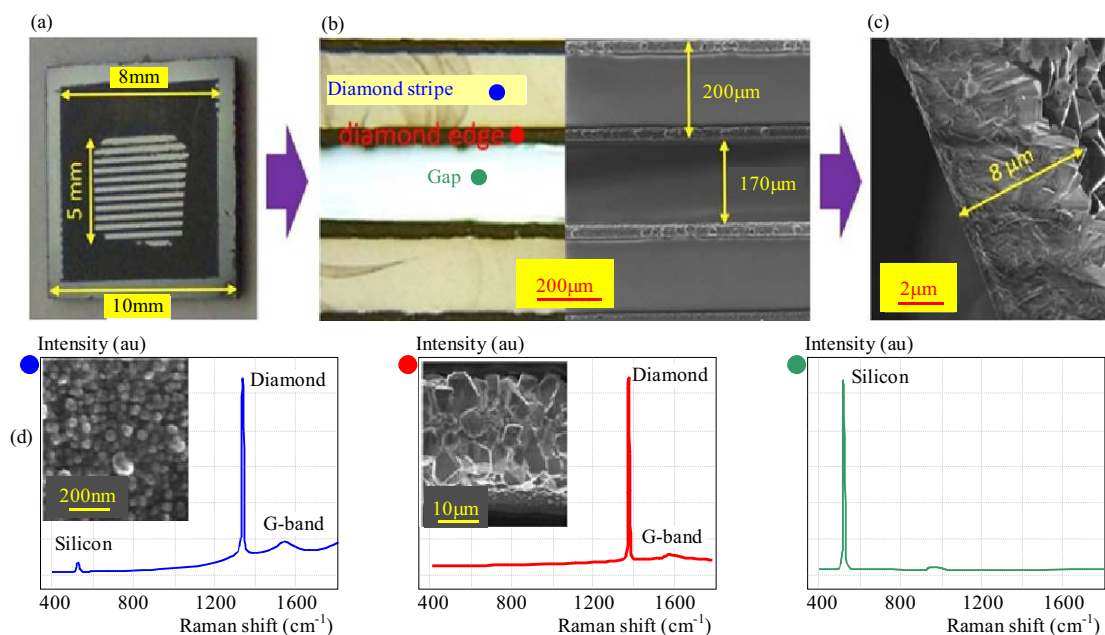 (a)
(b)
(c)
8mm
5 mm
10mm
Diamond stripe
diamond edge
Gap
200μm
170μm
200μm
8 μm
2μm
(d)
Intensity (au)
Diamond
G-band
Silicon
200nm
400
800
1200
1600
Raman shift (cm⁻¹)
Intensity (au)
Diamond
G-band
10μm
400
800
1200
1600
Raman shift (cm⁻¹)
Intensity (au)
Silicon
400
800
1200
1600
Raman shift (cm⁻¹)